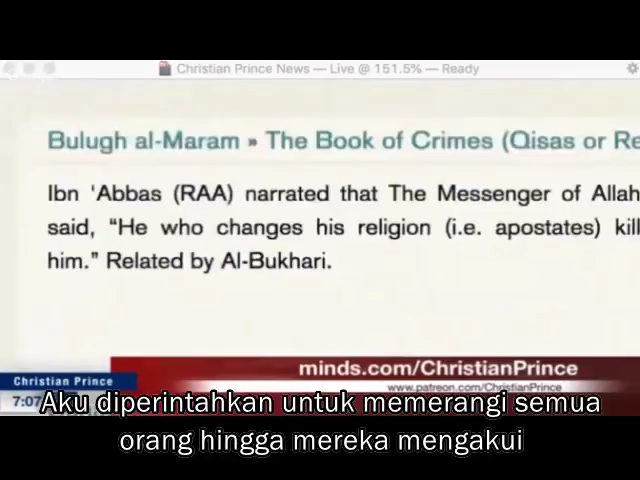 Christian Prince News — Live @ 151.5% — Ready
Bulugh al-Maram » The Book of Crimes (Qisas or Re
Ibn 'Abbas (RAA) narrated that The Messenger of Allah
said, “He who changes his religion (i.e. apostates) kill
him.” Related by Al-Bukhari.
minds.com/ChristianPrince
www.patreon.com/ChristianPrince
Christian Prince
7:07
Aku diperintahkan untuk memerangi semua
orang hingga mereka mengakui